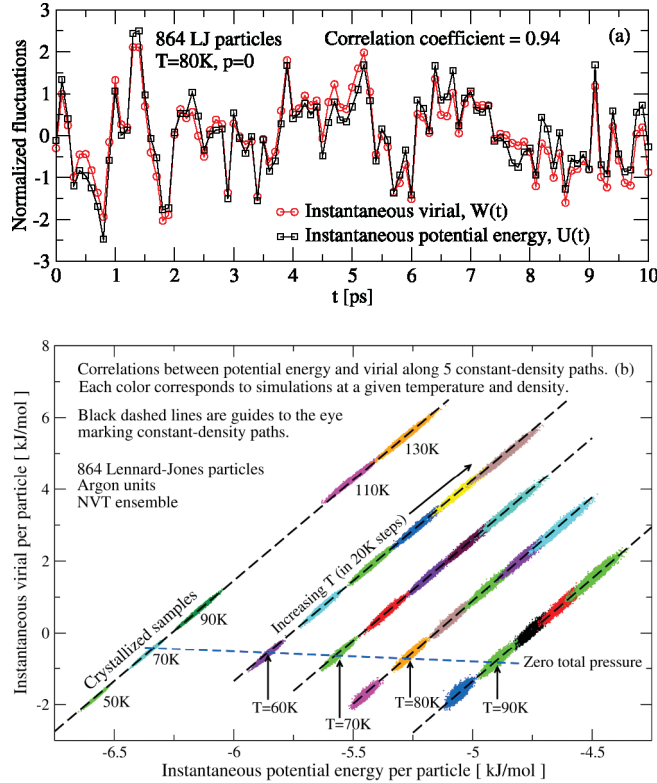 864 LJ particles
T=80K, p=0
Correlation coefficient = 0.94
(a)
Normalized fluctuations
3
2
1
0
-1
-2
-3
Instantaneous virial, W(t)
Instantaneous potential energy, U(t)
0 1 2 3 4 5 6 7 8 9 10
t [ps]
Correlations between potential energy and virial along 5 constant-density paths. (b)
Each color corresponds to simulations at a given temperature and density.
Black dashed lines are guides to the eye
marking constant-density paths.
864 Lennard-Jones particles
Argon units
NVT ensemble
Instantaneous virial per particle [ kJ/mol ]
8
6
4
2
0
-2
130K
110K
Increasing T (in 20K steps)
Crystallized samples
90K
70K
50K
Zero total pressure
T=60K
T=70K
T=80K
T=90K
-6.5 -6 -5.5 -5 -4.5
Instantaneous potential energy per particle [ kJ/mol ]